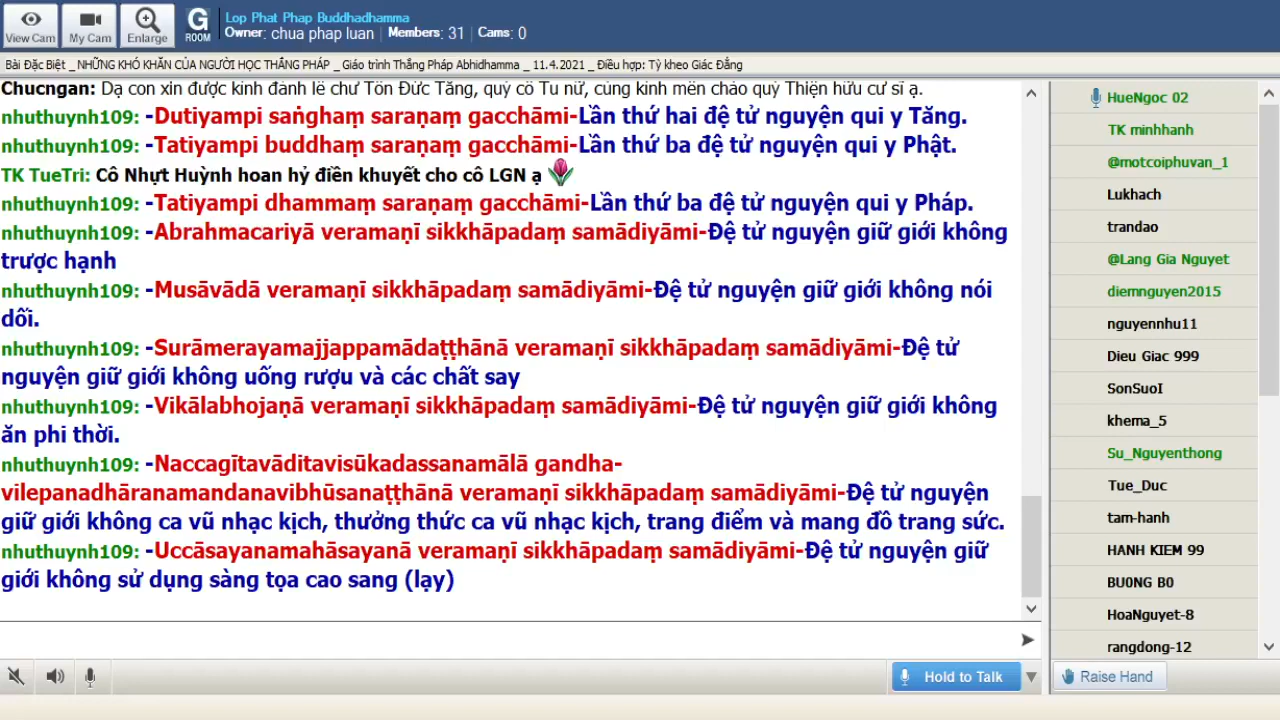 View Cam
My Cam
Enlarge
G
ROOM
Lop Phat Phap Buddhadhamma
Owner: chua phap luan | Members: 31 | Cams: 0
Bài Đặc Biệt _ NHỮNG KHÓ KHĂN CỦA NGƯỜI HỌC THẮNG PHÁP _ Giáo trình Thắng Pháp Abhidhamma _ 11.4.2021 _ Điều hợp: Tỳ kheo Giác Đẳng
Chucngan: Dạ con xin được kính đảnh lễ chư Tôn Đức Tăng, quý cô Tu nữ, cùng kính mến chào quý Thiện hữu cư sĩ ạ.
nhuthuynh109: -Dutiyampi saṅghaṃ saraṇaṃ gacchāmi-Lần thứ hai đệ tử nguyện qui y Tăng.
nhuthuynh109: -Tatiyampi buddhaṃ saraṇaṃ gacchāmi-Lần thứ ba đệ tử nguyện qui y Phật.
TK TueTri: Cô Nhựt Huỳnh hoan hỷ điền khuyết cho cô LGN ạ
nhuthuynh109: -Tatiyampi dhammaṃ saraṇaṃ gacchāmi-Lần thứ ba đệ tử nguyện qui y Pháp.
nhuthuynh109: -Abrahmacariyā veramaṇī sikkhāpadaṃ samādiyāmi-Đệ tử nguyện giữ giới không
trược hạnh
nhuthuynh109: -Musāvādā veramaṇī sikkhāpadaṃ samādiyāmi-Đệ tử nguyện giữ giới không nói
dối.
nhuthuynh109: -Surāmerayamajjappamādaṭṭhānā veramaṇī sikkhāpadaṃ samādiyāmi-Đệ tử
nguyện giữ giới không uống rượu và các chất say
nhuthuynh109: -Vikālabhojaṇā veramaṇī sikkhāpadaṃ samādiyāmi-Đệ tử nguyện giữ giới không
ăn phi thời.
nhuthuynh109: -Naccagītavāditavisūkadassanamālā gandha-
vilepanadhāranamandanavibhūsanaṭṭhānā veramaṇī sikkhāpadaṃ samādiyāmi-Đệ tử nguyện
giữ giới không ca vũ nhạc kịch, thưởng thức ca vũ nhạc kịch, trang điểm và mang đồ trang sức.
nhuthuynh109: -Uccāsayanamahāsayanā veramaṇī sikkhāpadaṃ samādiyāmi-Đệ tử nguyện giữ
giới không sử dụng sàng tọa cao sang (lạy)
HueNgoc 02
TK minhhanh
@motcoiphuvan_1
Lukhach
trandao
@Lang Gia Nguyet
diemnguyen2015
nguyennhu11
Dieu Giac 999
SonSuoI
khema_5
Su_Nguyenthong
Tue_Duc
tam-hanh
HANH KIEM 99
BU0NG B0
HoaNguyet-8
rangdong-12
Hold to Talk
Raise Hand